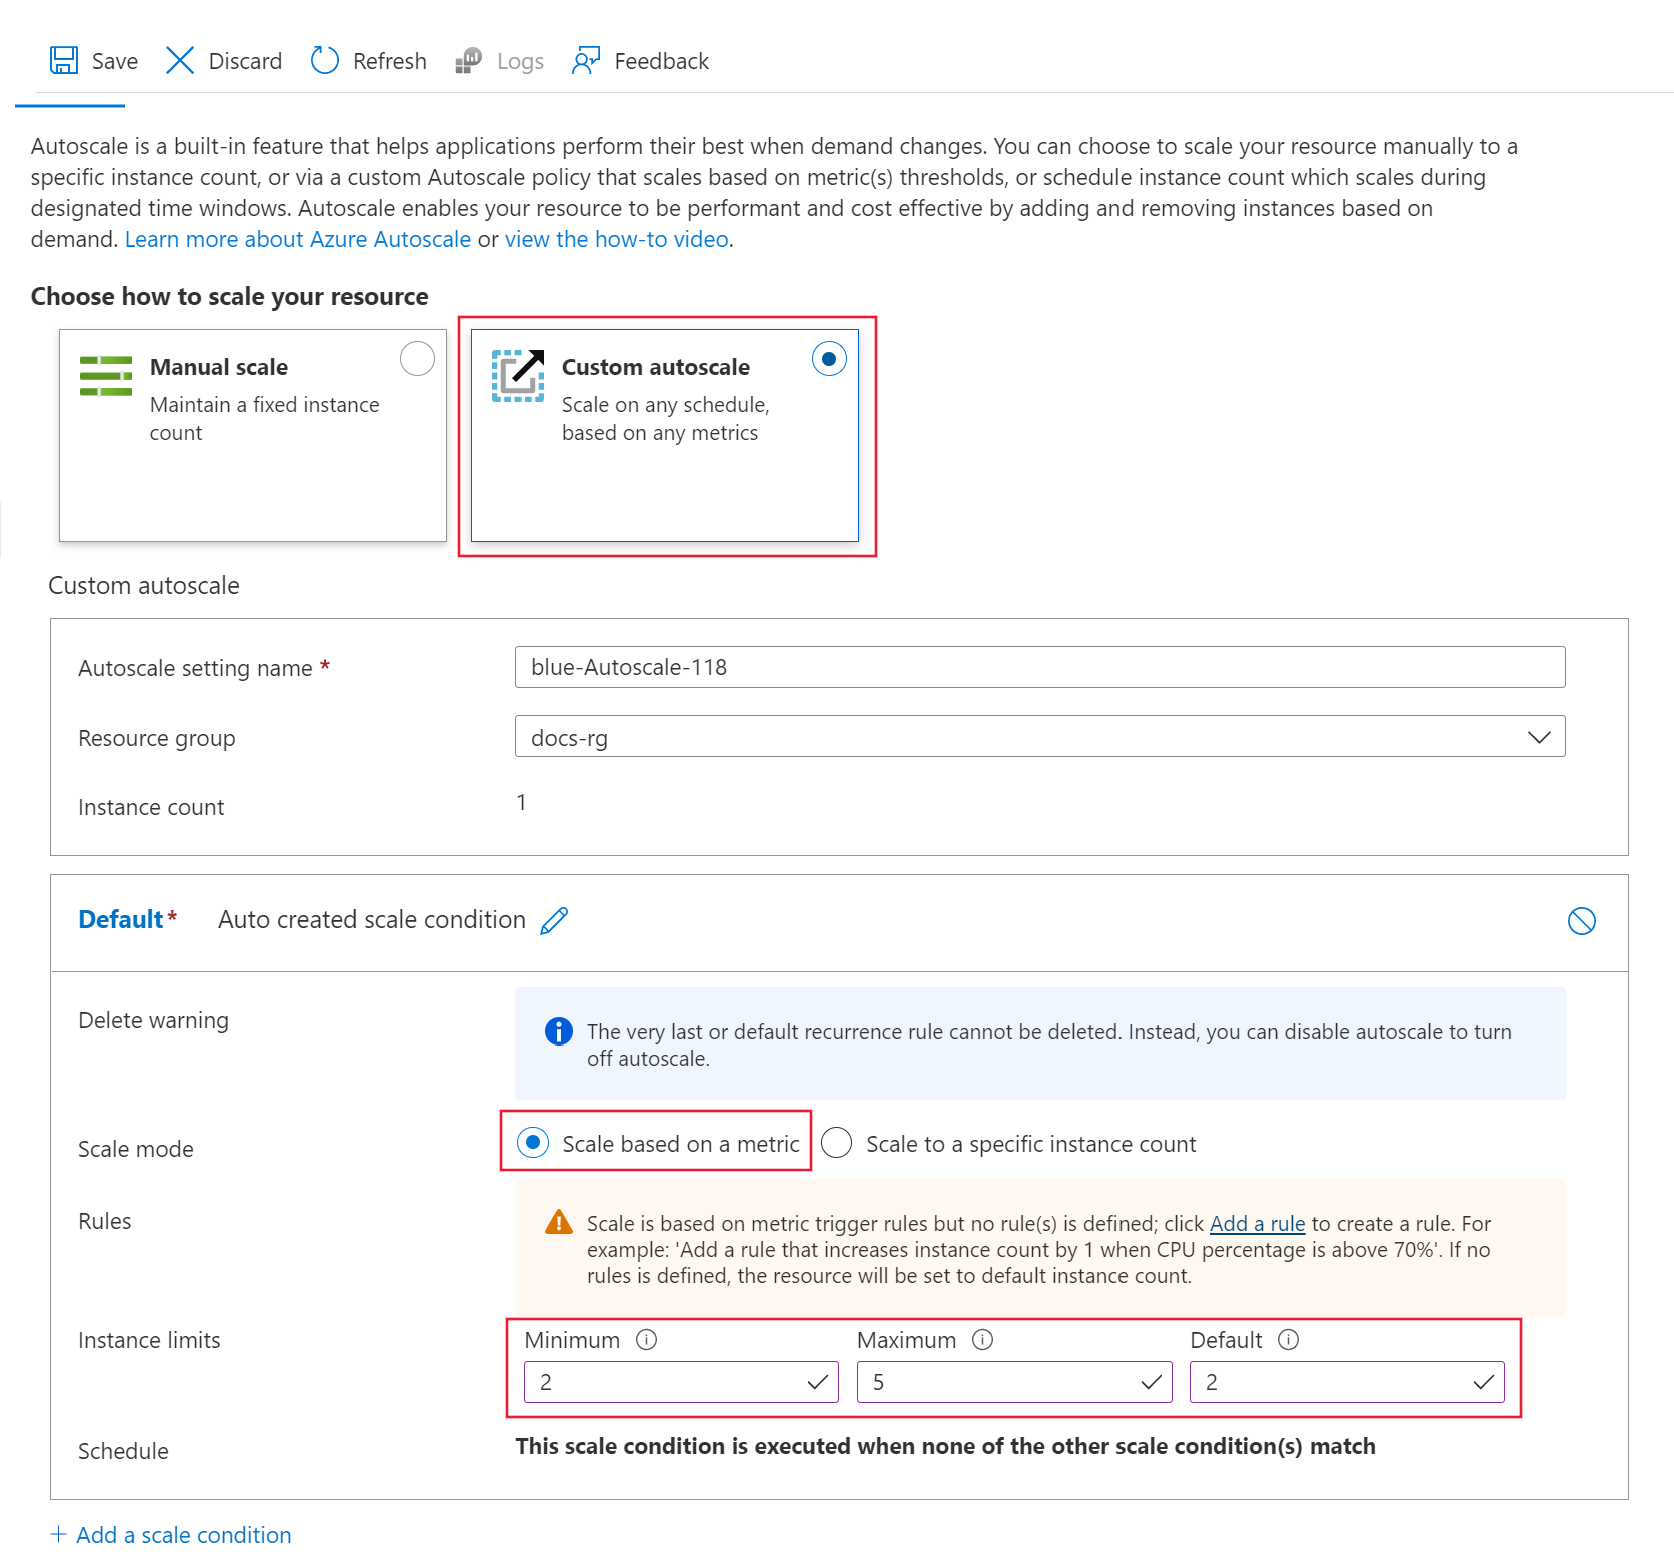 Save Discard Refresh Logs Feedback
Autoscale is a built-in feature that helps applications perform their best when demand changes. You can choose to scale your resource manually to a
specific instance count, or via a custom Autoscale policy that scales based on metric(s) thresholds, or schedule instance count which scales during
designated time windows. Autoscale enables your resource to be performant and cost effective by adding and removing instances based on
demand. Learn more about Azure Autoscale or view the how-to video.
Choose how to scale your resource
Manual scale
Maintain a fixed instance
count
Custom autoscale
Scale on any schedule,
based on any metrics
Custom autoscale
Autoscale setting name * blue-Autoscale-118
Resource group docs-rg
Instance count 1
Default* Auto created scale condition
Delete warning
The very last or default recurrence rule cannot be deleted. Instead, you can disable autoscale to turn
off autoscale.
Scale mode Scale based on a metric Scale to a specific instance count
Rules
Scale is based on metric trigger rules but no rule(s) is defined; click Add a rule to create a rule. For
example: 'Add a rule that increases instance count by 1 when CPU percentage is above 70%'. If no
rules is defined, the resource will be set to default instance count.
Instance limits Minimum Maximum Default
2 5 2
Schedule This scale condition is executed when none of the other scale condition(s) match
+ Add a scale condition